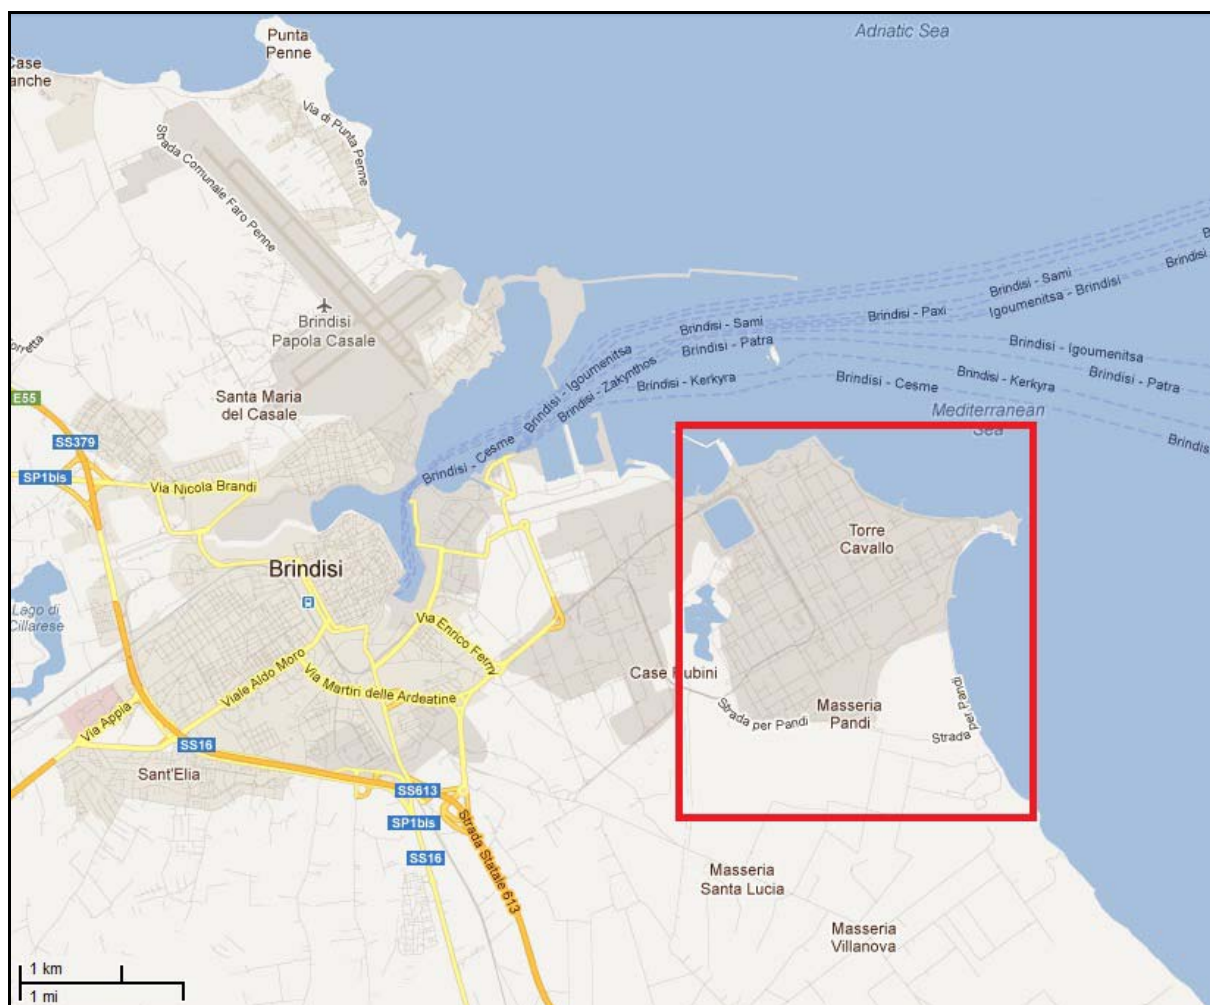 Adriatic Sea
Punta
Penne
Case
anche
Via di Punta Penne
Strada Comunale Faro Penne
Brindisi
Papola Casale
Brindisi - Sami
Brindisi
Igoumenitsa - Brindisi
Brindisi - Paxi
Brindisi - Sami
Brindisi - Igoumenitsa
Brindisi - Zakynthos
Brindisi - Patra
Brindisi - Igoumenitsa
Brindisi - Kerkyra
Brindisi - Cesme
Brindisi - Kerkyra
Brindisi - Patra
Brindisi
Mediterranean
Sea
orretta
E55
Santa Maria
del Casale
SS379
SP1bis
Via Nicola Brandi
Brindisi - Cesme
Torre
Cavallo
Brindisi
Lago di
Cillarese
Via Enrico Fermi
Viale Aldo Moro
Via Martiri delle Ardeatine
Case Rubini
Via Appia
Strada per Pandi
Masseria
Pandi
Strada per Pandi
SS16
Sant'Elia
SS613
SP1bis
SS16
Strada Statale 613
Masseria
Santa Lucia
Masseria
Villanova
1 km
1 mi